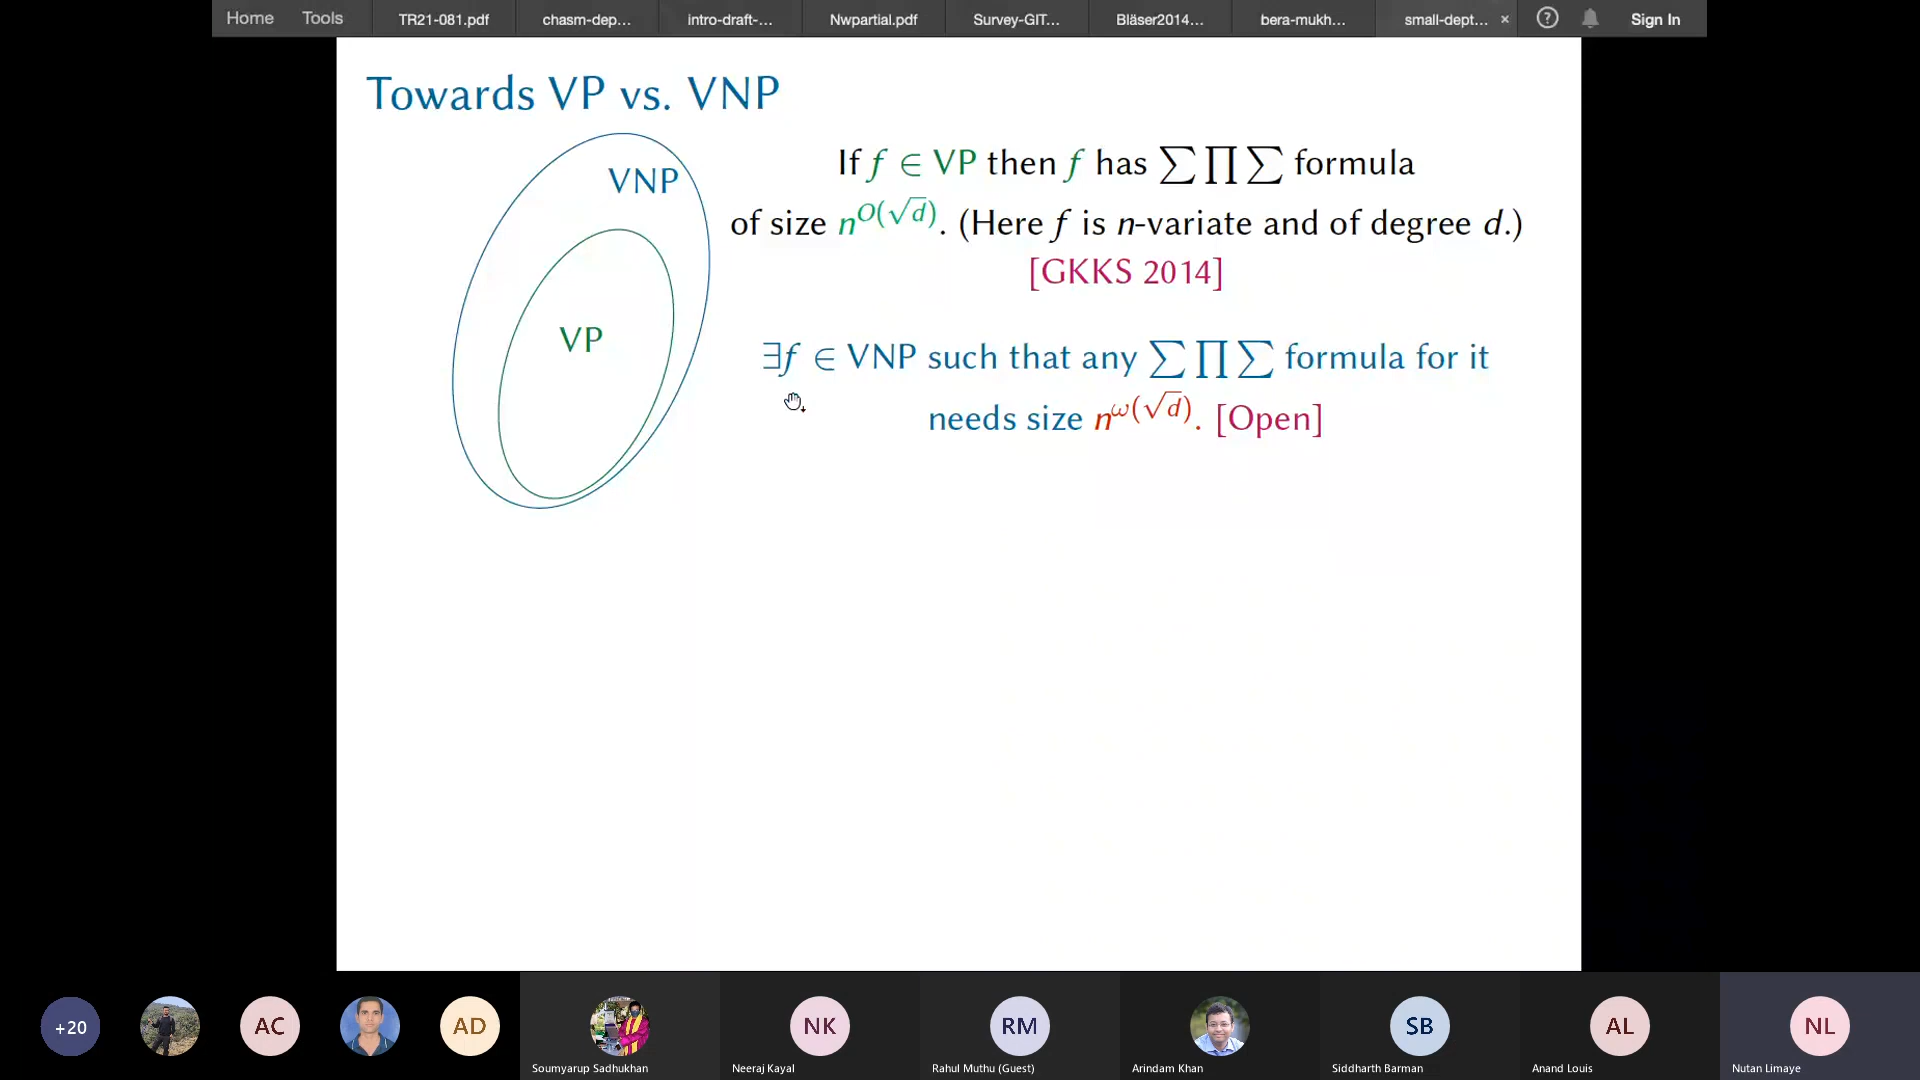 Home Tools TR21-081.pdf chasm-dep... intro-draft-... Nwpartial.pdf Survey-GIT... Bläser2014... bera-mukh... small-dept... × ? Sign In
Towards VP vs. VNP
VNP
VP
If f ∈ VP then f has ∑∏∑ formula
of size n^{O(√d)}. (Here f is n-variate and of degree d.)
[GKKS 2014]
∃f ∈ VNP such that any ∑∏∑ formula for it
needs size n^{ω(√d)}. [Open]
+20 AC AD NK RM SB AL NL
Soumyarup Sadhukhan Neeraj Kayal Rahul Muthu (Guest) Arindam Khan Siddharth Barman Anand Louis Nutan Limaye